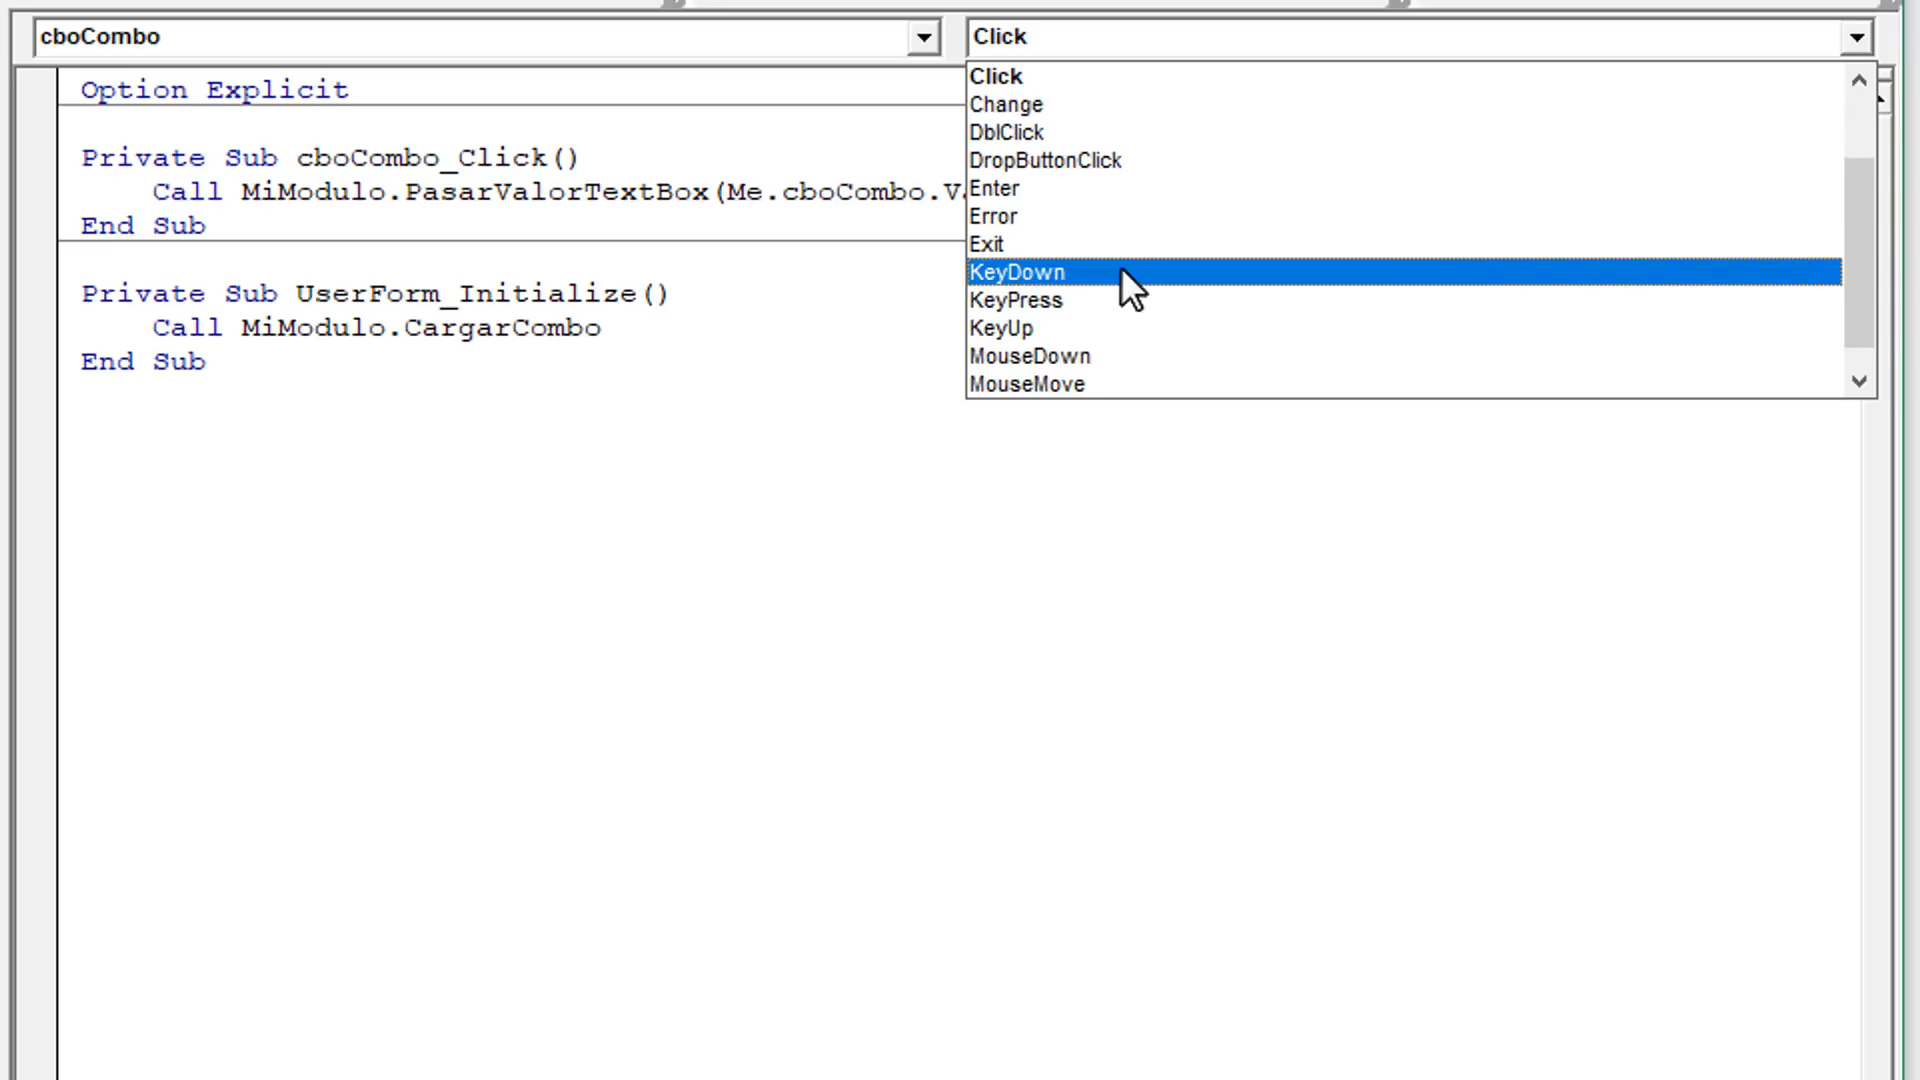 cboCombo
Click
Option Explicit
Private Sub cboCombo_Click()
Call MiModulo.PasarValorTextBox(Me.cboCombo.V
End Sub
Private Sub UserForm_Initialize()
Call MiModulo.CargarCombo
End Sub
Click
Change
DblClick
DropButtonClick
Enter
Error
Exit
KeyDown
KeyPress
KeyUp
MouseDown
MouseMove